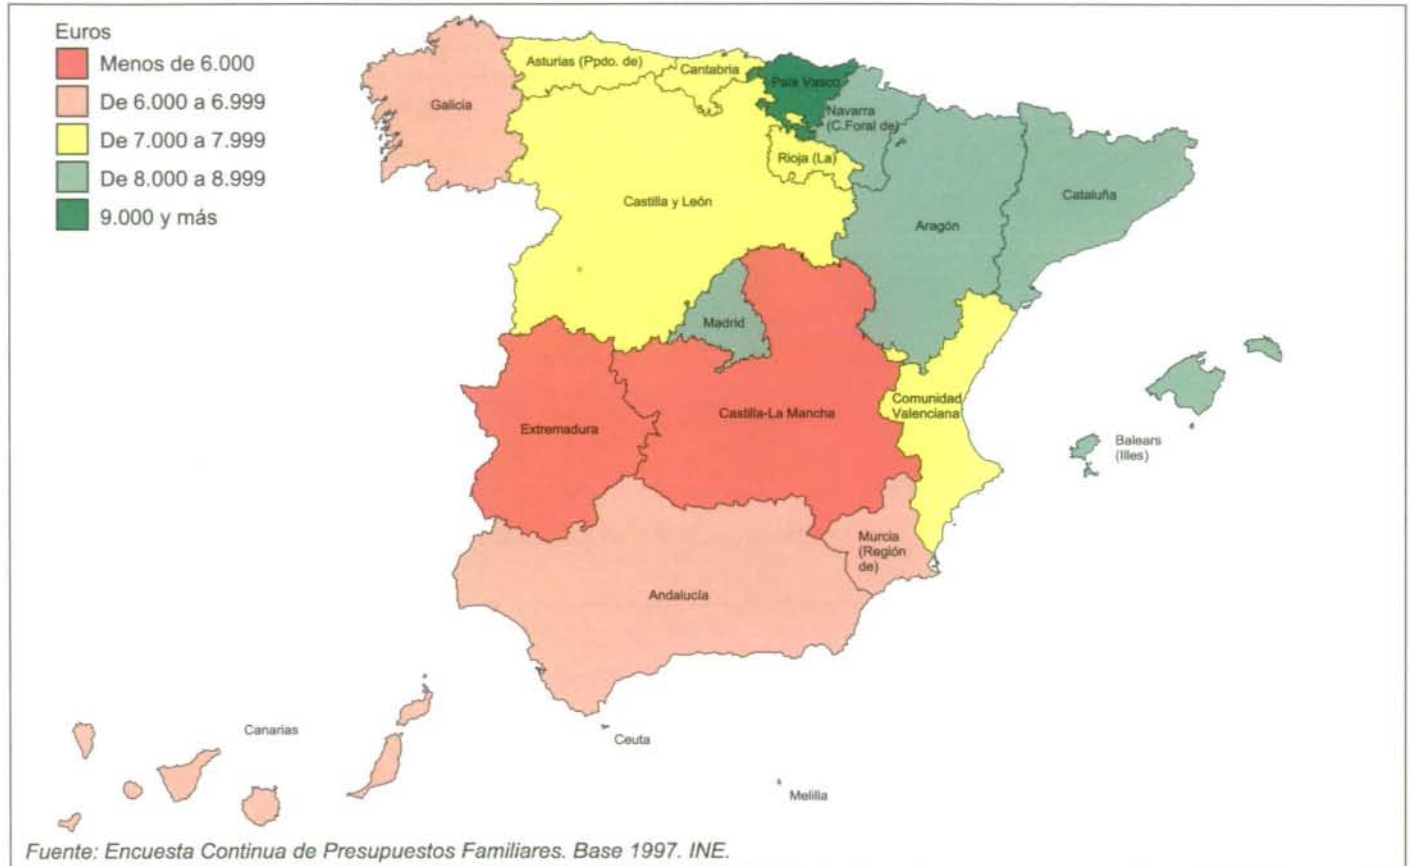 Euros
Menos de 6.000
De 6.000 a 6.999
De 7.000 a 7.999
De 8.000 a 8.999
9.000 y más
Asturias (Ppdo. de)
Cantabria
País Vasco
Galicia
Navarra
(C.Foral de)
Rioja (La)
Castilla y León
Aragón
Cataluña
Madrid
Comunidad
Valenciana
Castilla-La Mancha
Extremadura
Balears
(Illes)
Murcia
(Región
de)
Andalucía
Canarias
Ceuta
Melilla
Fuente: Encuesta Continua de Presupuestos Familiares. Base 1997. INE.